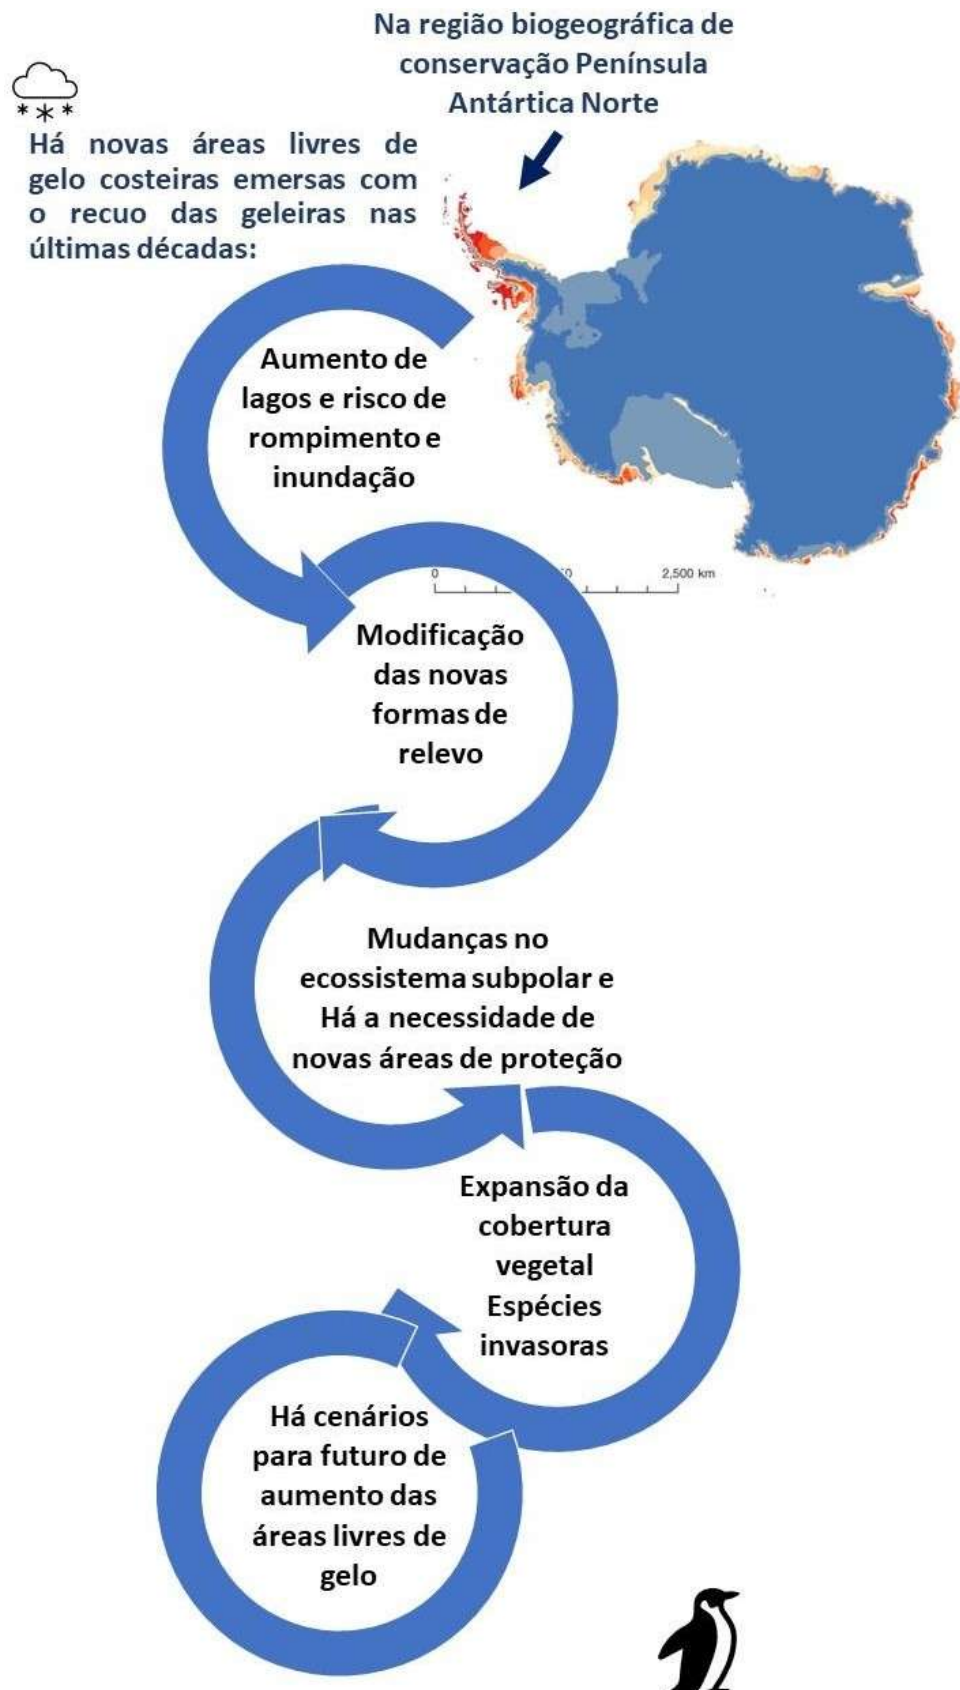 Na região biogeográfica de
conservação Península
Antártica Norte
Há novas áreas livres de
gelo costeiras emersas com
o recuo das geleiras nas
últimas décadas:
Aumento de
lagos e risco de
rompimento e
inundação
0 2,500 km
Modificação
das novas
formas de
relevo
Mudanças no
ecossistema subpolar e
Há a necessidade de
novas áreas de proteção
Expansão da
cobertura
vegetal
Espécies
invasoras
Há cenários
para futuro de
aumento das
áreas livres de
gelo